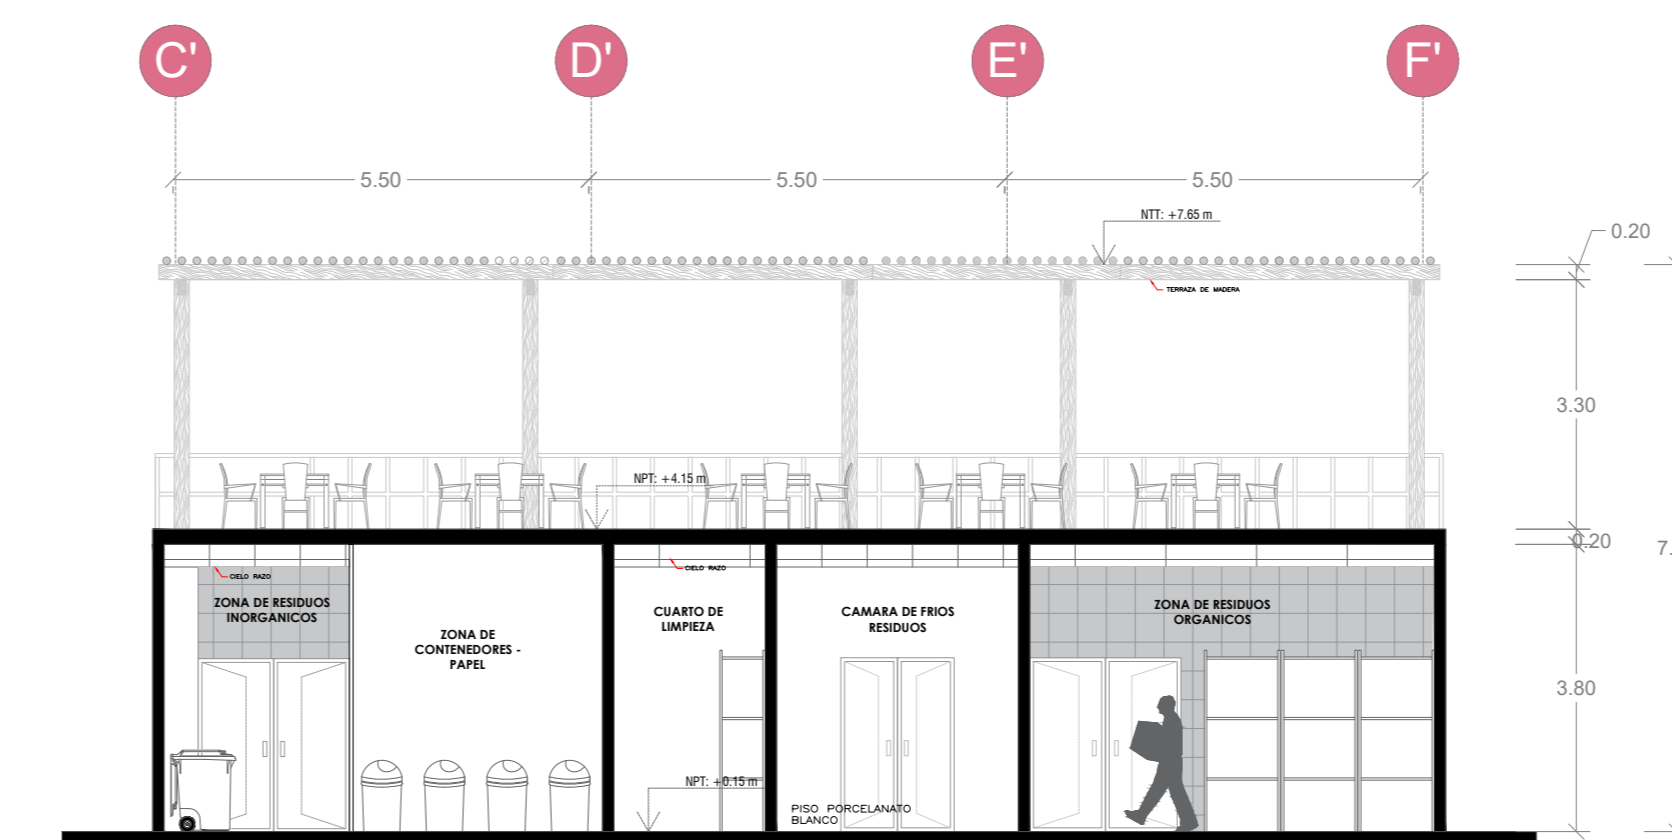 C' D' E' F'
5.50 5.50 5.50
NTT: +7.65 m
0.20
TERRAZA DE MADERA
3.30
NPT: +4.15 m
0.20
7.
CIELO RAZO
CIELO RAZO
ZONA DE RESIDUOS
INORGANICOS
ZONA DE
CONTENEDORES -
PAPEL
CUARTO DE
LIMPIEZA
CAMARA DE FRIOS
RESIDUOS
ZONA DE RESIDUOS
ORGANICOS
3.80
NPT: +0.15 m
PISO PORCELANATO
BLANCO